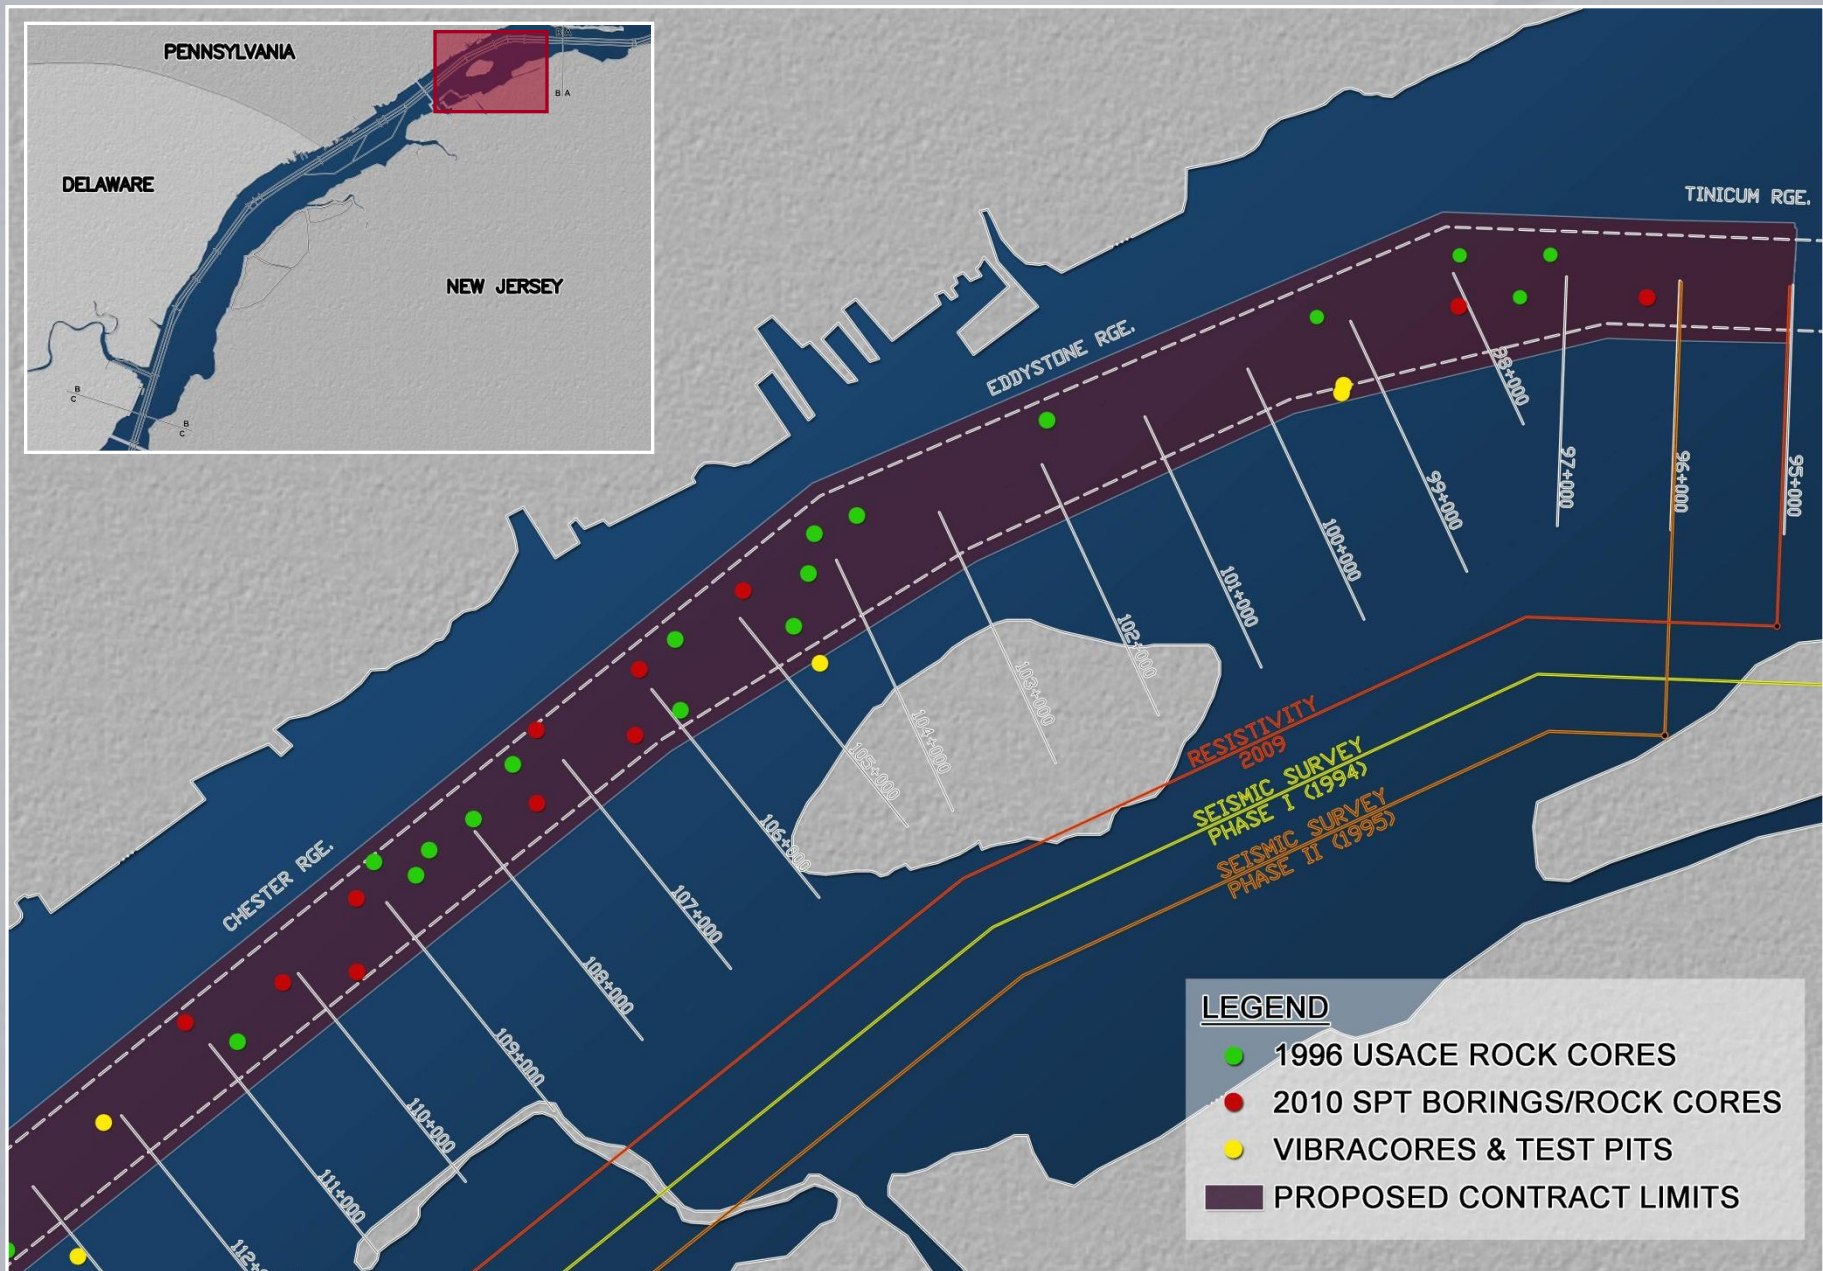 PENNSYLVANIA
B A
B A
DELAWARE
NEW JERSEY
B
C
B
C
TINICUM RGE.
EDDYSTONE RGE.
CHESTER RGE.
95+000
96+000
97+000
98+000
99+000
100+000
101+000
102+000
103+000
104+000
105+000
106+000
107+000
108+000
109+000
110+000
111+000
RESISTIVITY
2009
SEISMIC SURVEY
PHASE I (1994)
SEISMIC SURVEY
PHASE II (1995)
LEGEND
1996 USACE ROCK CORES
2010 SPT BORINGS/ROCK CORES
VIBRACORES & TEST PITS
PROPOSED CONTRACT LIMITS